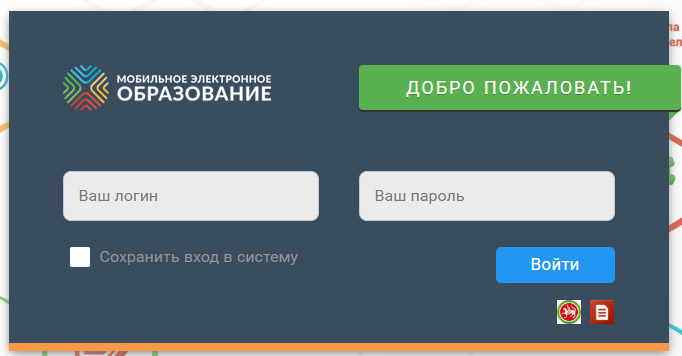 МОБИЛЬНОЕ ЭЛЕКТРОННОЕ
ОБРАЗОВАНИЕ
ДОБРО ПОЖАЛОВАТЬ!
Ваш логин
Ваш пароль
Сохранить вход в систему
Войти